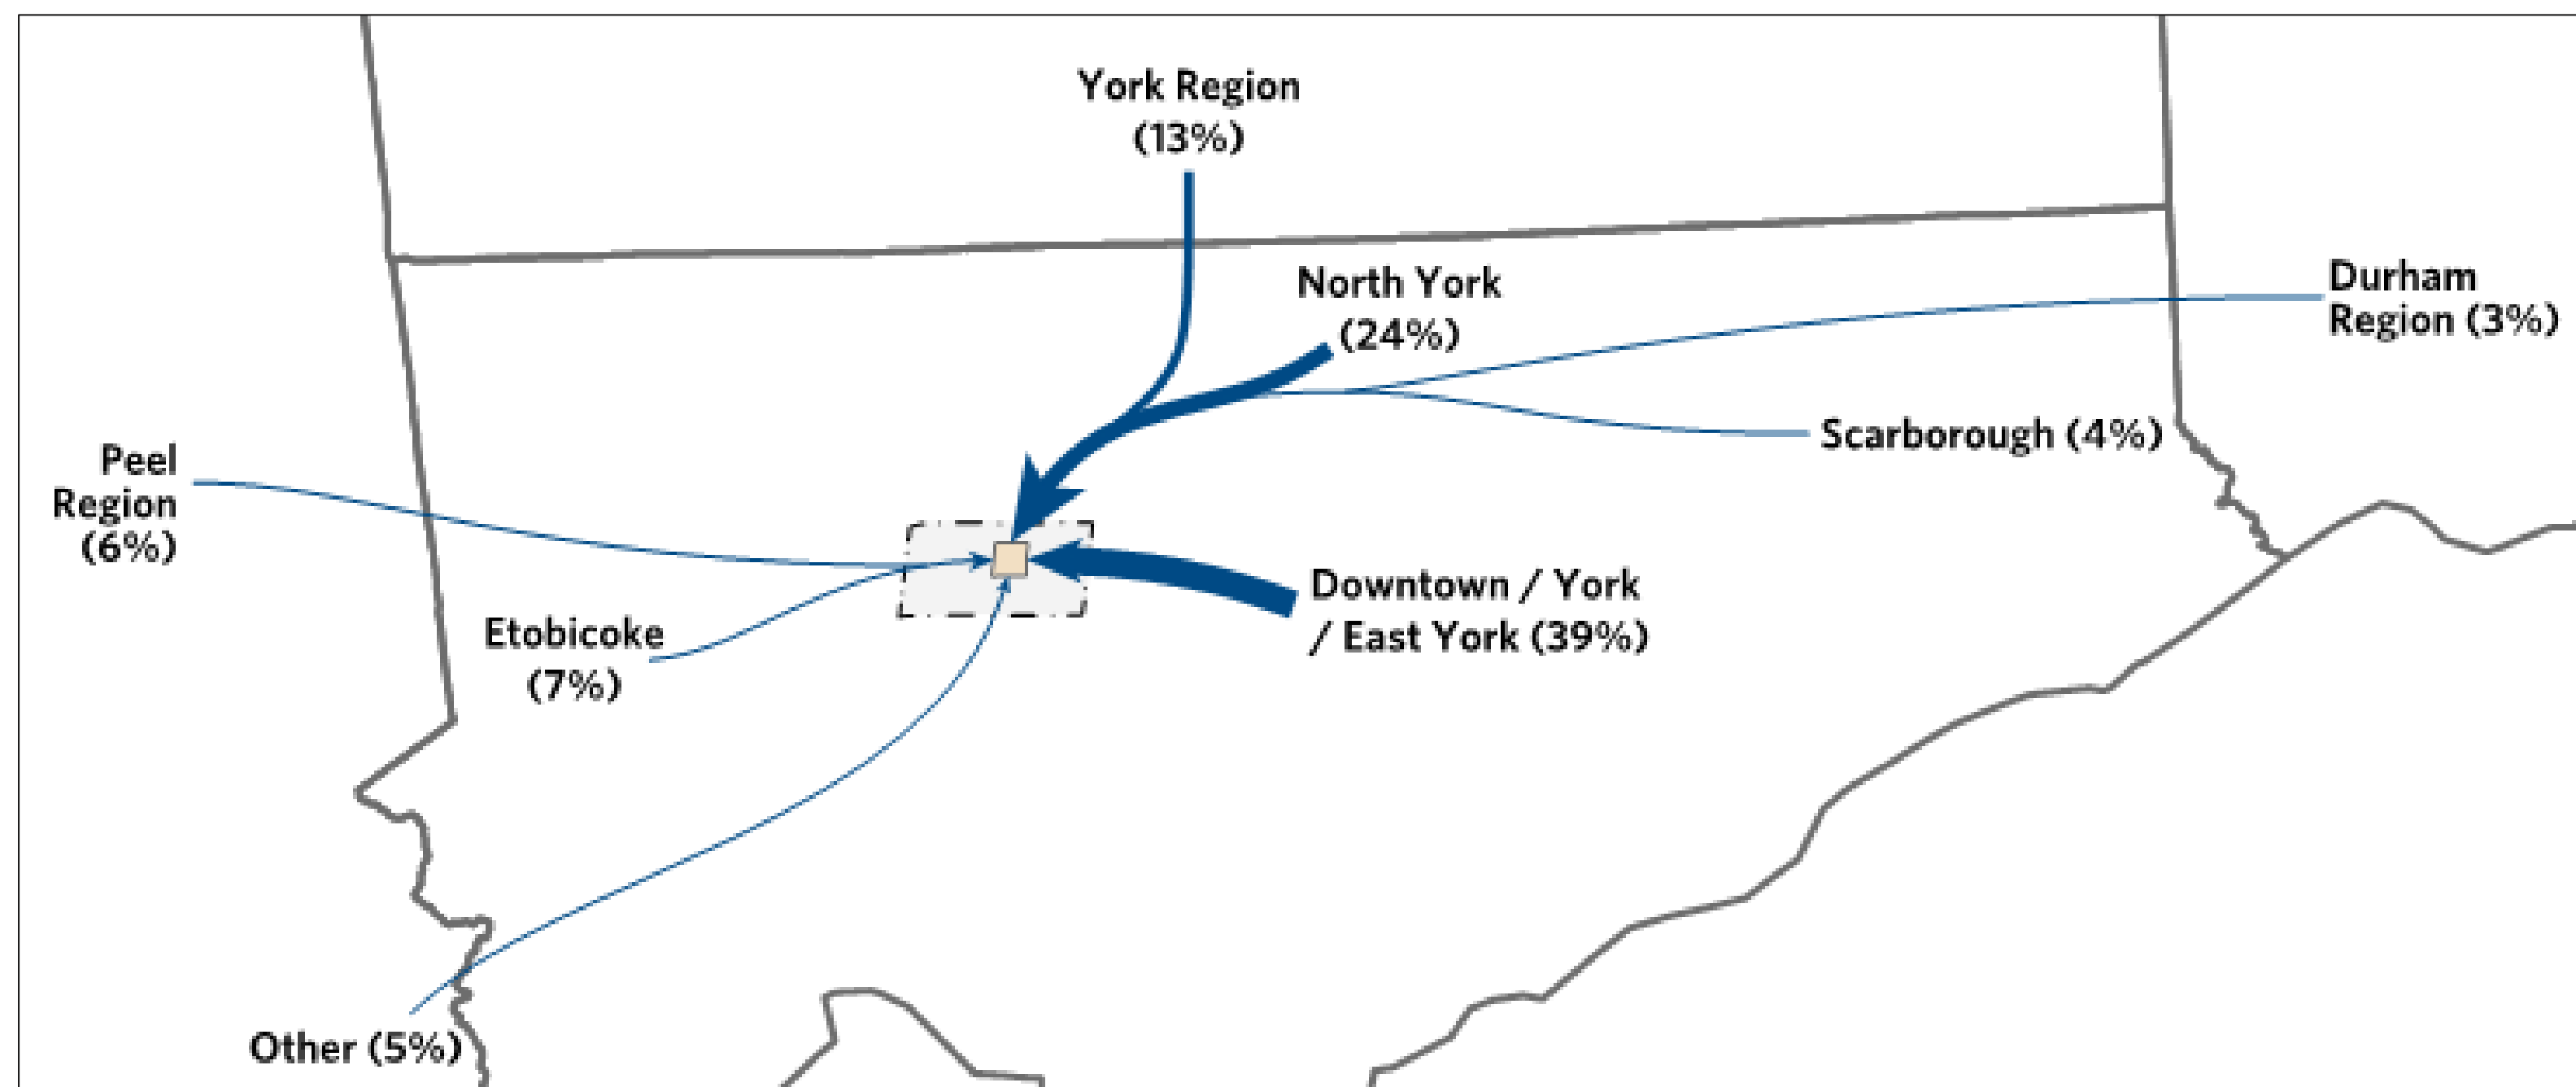 York Region
(13%)
North York
(24%)
Durham
Region (3%)
Scarborough (4%)
Peel
Region
(6%)
Downtown / York
/ East York (39%)
Etobicoke
(7%)
Other (5%)